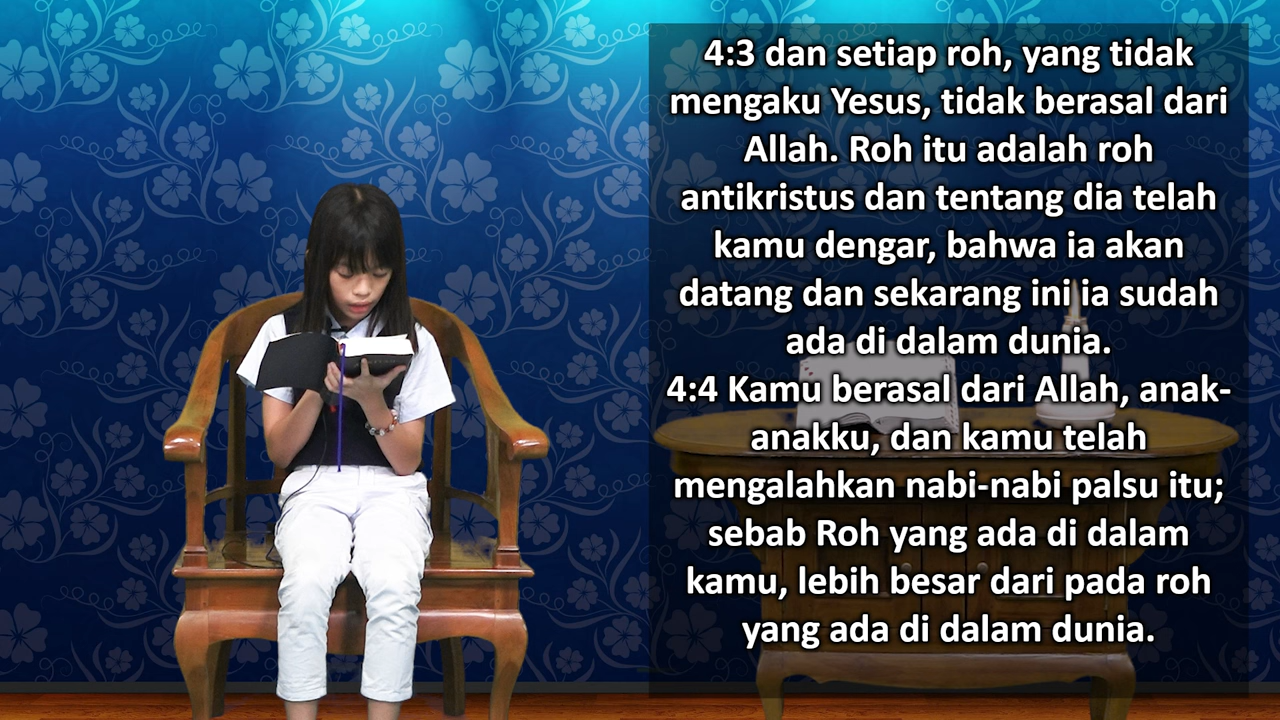 4:3 dan setiap roh, yang tidak
mengaku Yesus, tidak berasal dari
Allah. Roh itu adalah roh
antikristus dan tentang dia telah
kamu dengar, bahwa ia akan
datang dan sekarang ini ia sudah
ada di dalam dunia.
4:4 Kamu berasal dari Allah, anak-
anakku, dan kamu telah
mengalahkan nabi-nabi palsu itu;
sebab Roh yang ada di dalam
kamu, lebih besar dari pada roh
yang ada di dalam dunia.